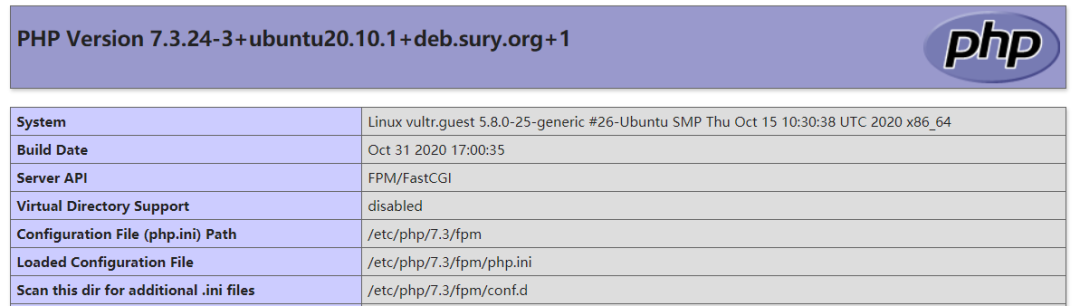 PHP Version 7.3.24-3+ubuntu20.10.1+deb.sury.org+1
php
System Linux vultr.guest 5.8.0-25-generic #26-Ubuntu SMP Thu Oct 15 10:30:38 UTC 2020 x86_64
Build Date Oct 31 2020 17:00:35
Server API FPM/FastCGI
Virtual Directory Support disabled
Configuration File (php.ini) Path /etc/php/7.3/fpm
Loaded Configuration File /etc/php/7.3/fpm/php.ini
Scan this dir for additional .ini files /etc/php/7.3/fpm/conf.d